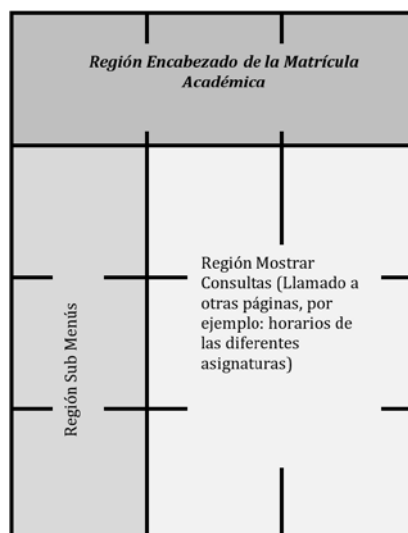 Región Encabezado de la Matrícula
Académica
Región Mostrar
Consultas (Llamado a
otras páginas, por
ejemplo: horarios de
las diferentes
asignaturas)
Región Sub Menús